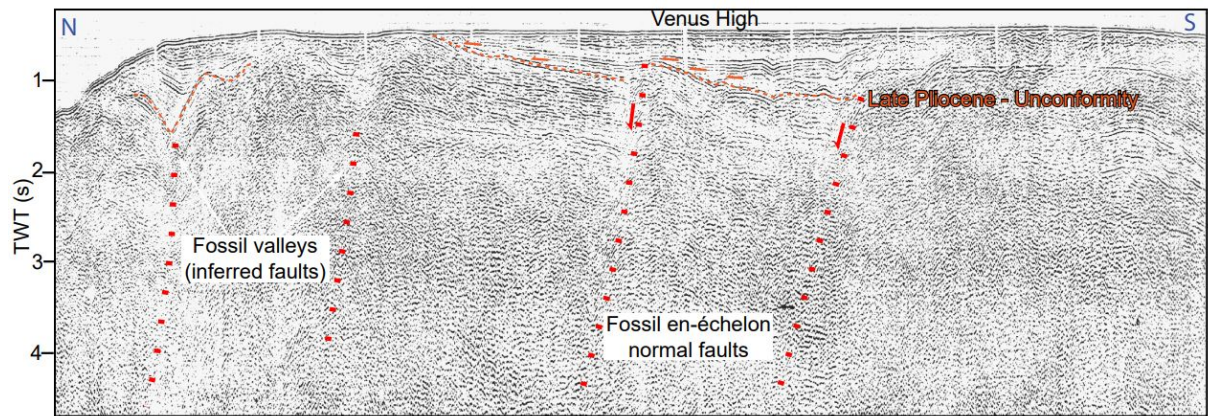 N
Venus High
S
1
Late Pliocene - Unconformity
2
TWT (s)
Fossil valleys
(inferred faults)
3
Fossil en-échelon
normal faults
4